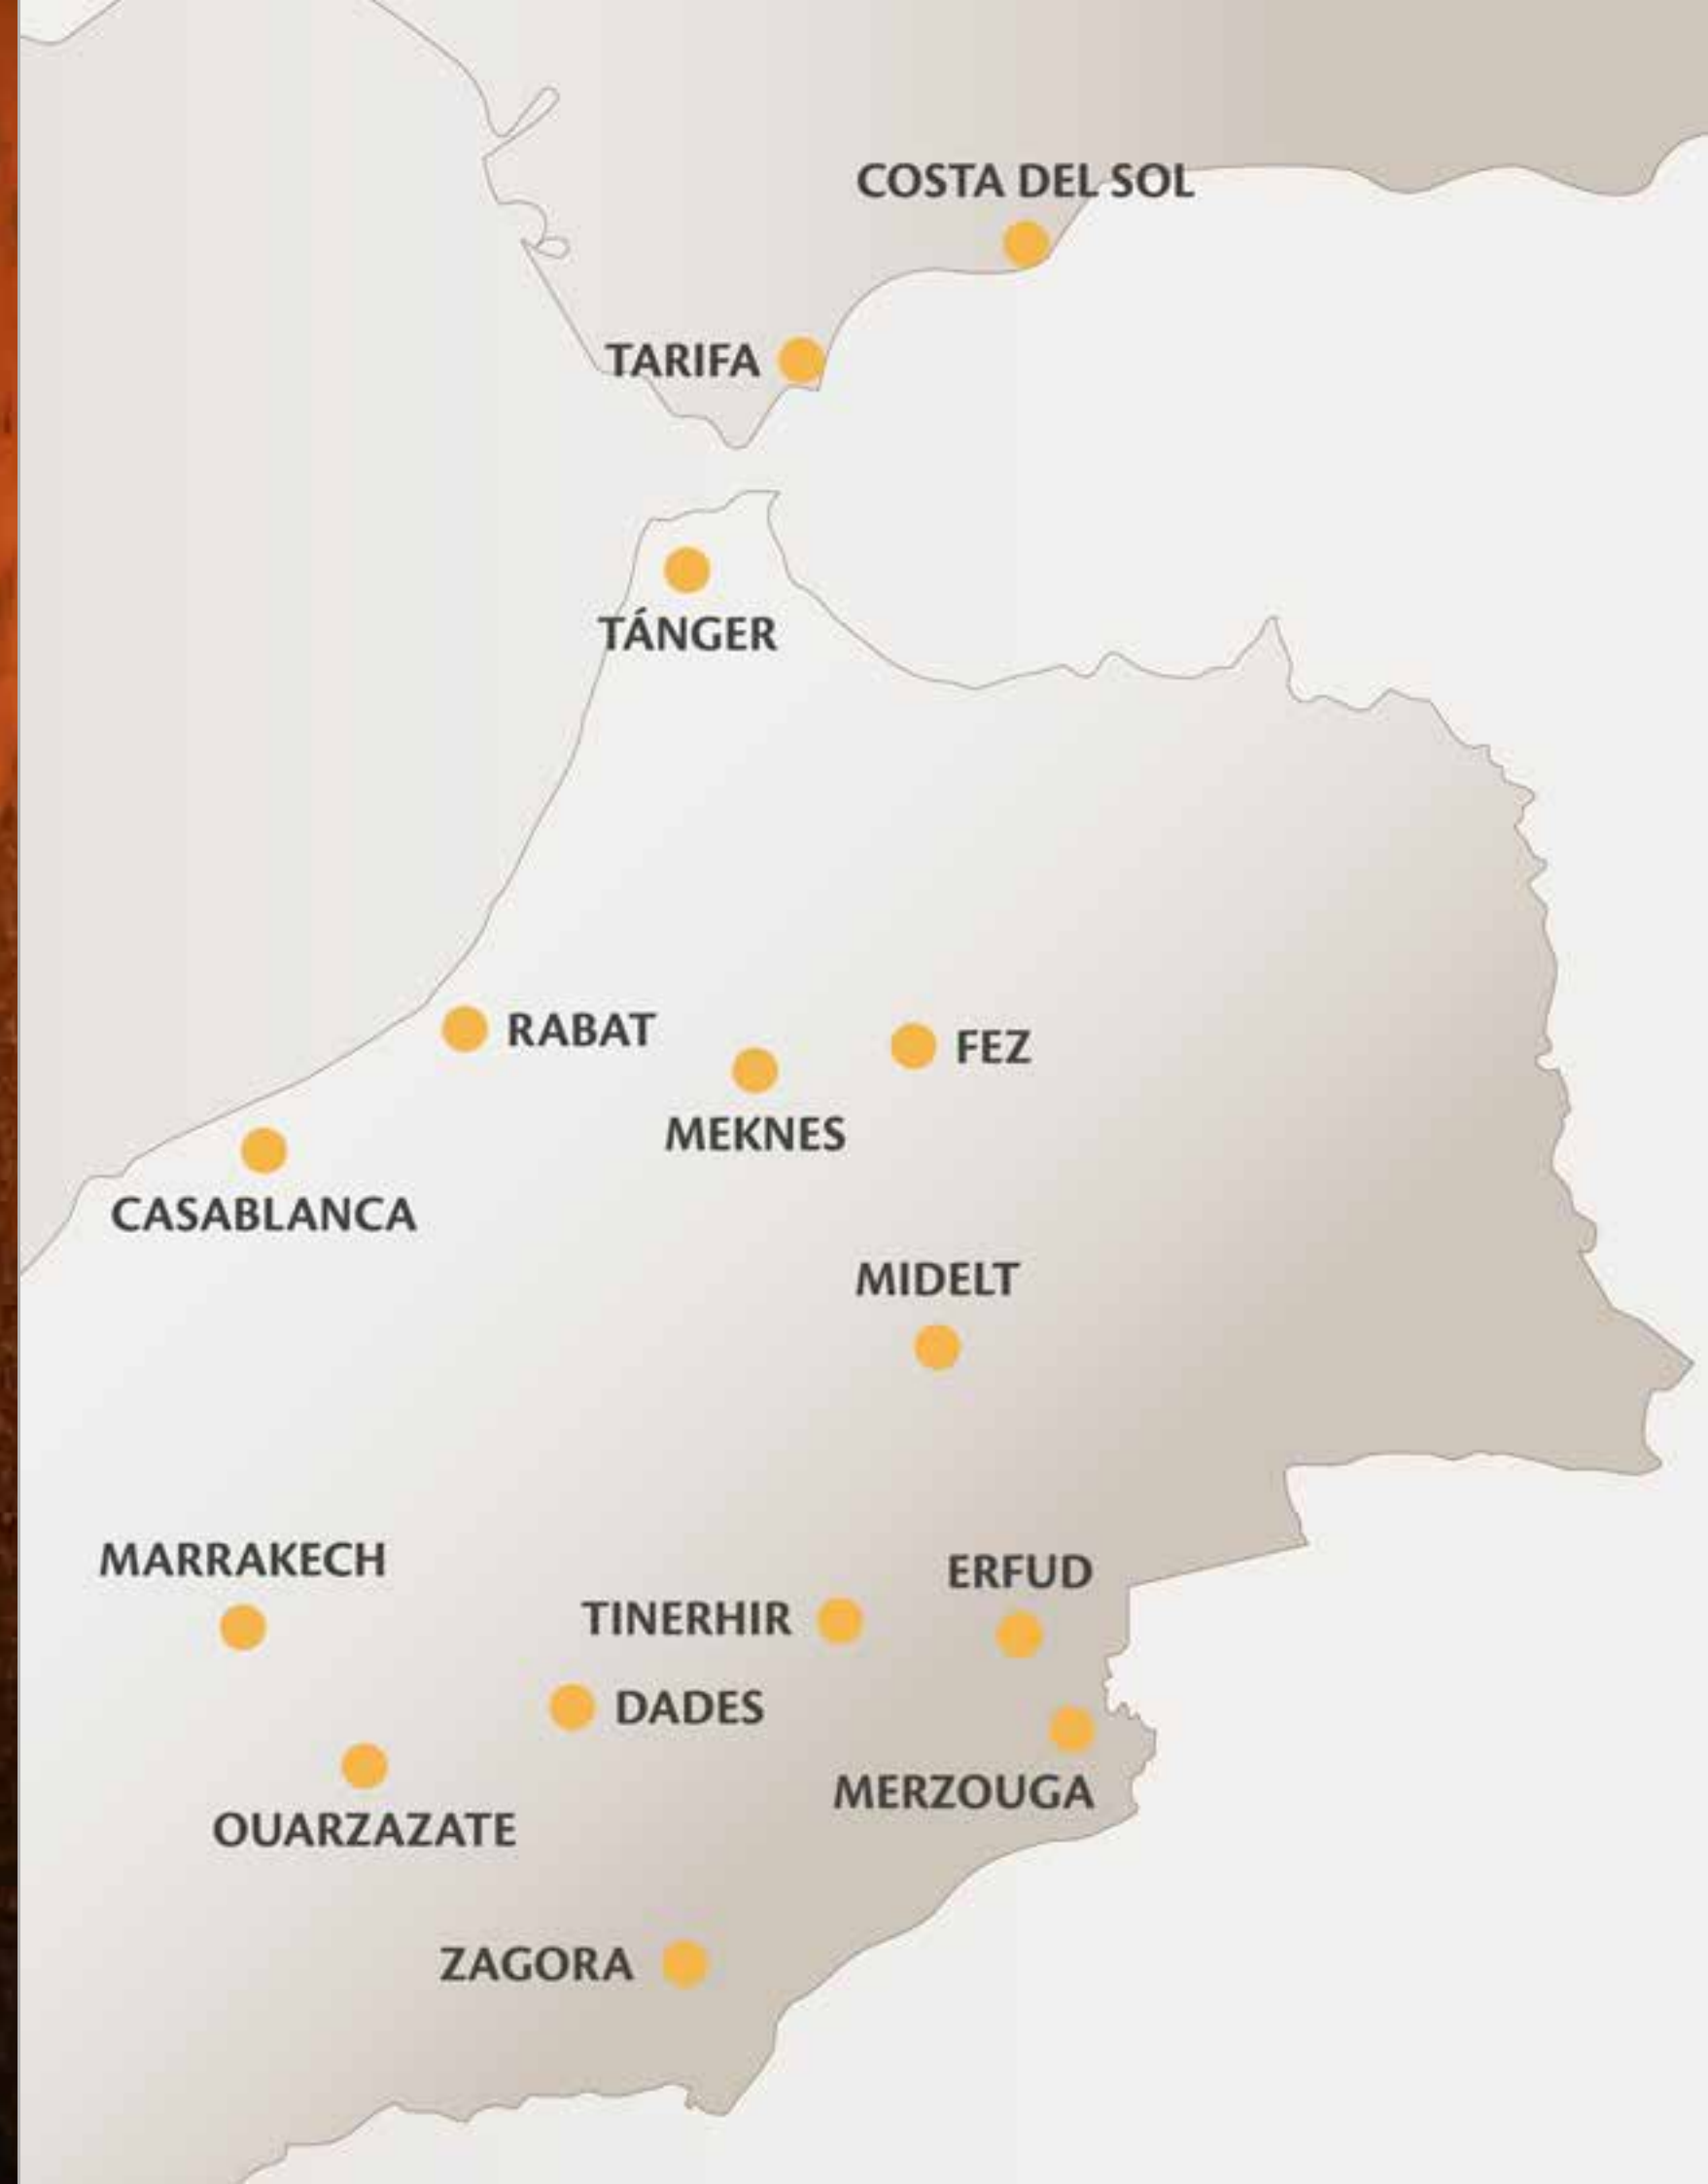 COSTA DEL SOL
TARIFA
TÁNGER
RABAT
FEZ
MEKNES
CASABLANCA
MIDELT
MARRAKECH
ERFUD
TINERHIR
DADES
MERZOUGA
OUARZAZATE
ZAGORA